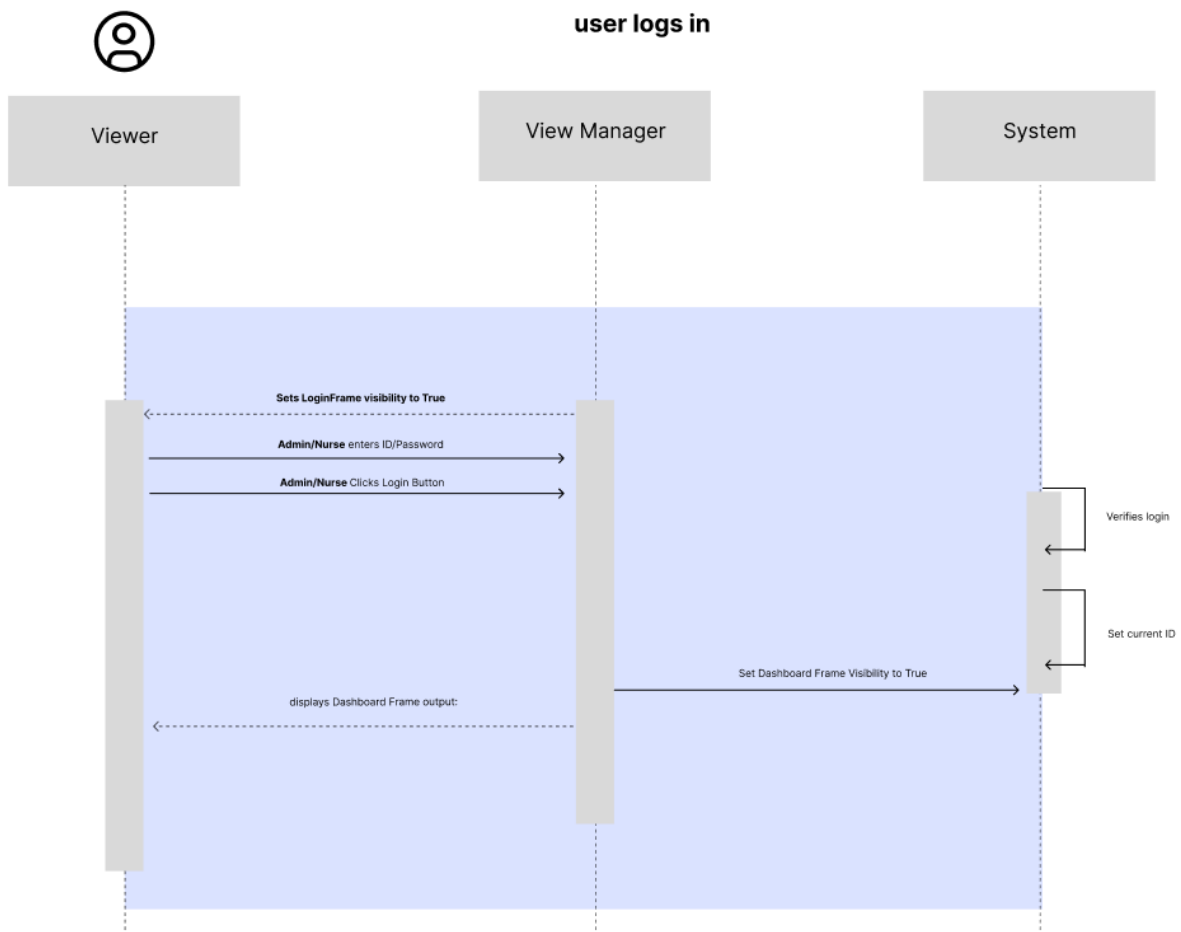 user logs in
Viewer
View Manager
System
Sets LoginFrame visibility to True
Admin/Nurse enters ID/Password
Admin/Nurse Clicks Login Button
Verifies login
Set current ID
Set Dashboard Frame Visibility to True
displays Dashboard Frame output: